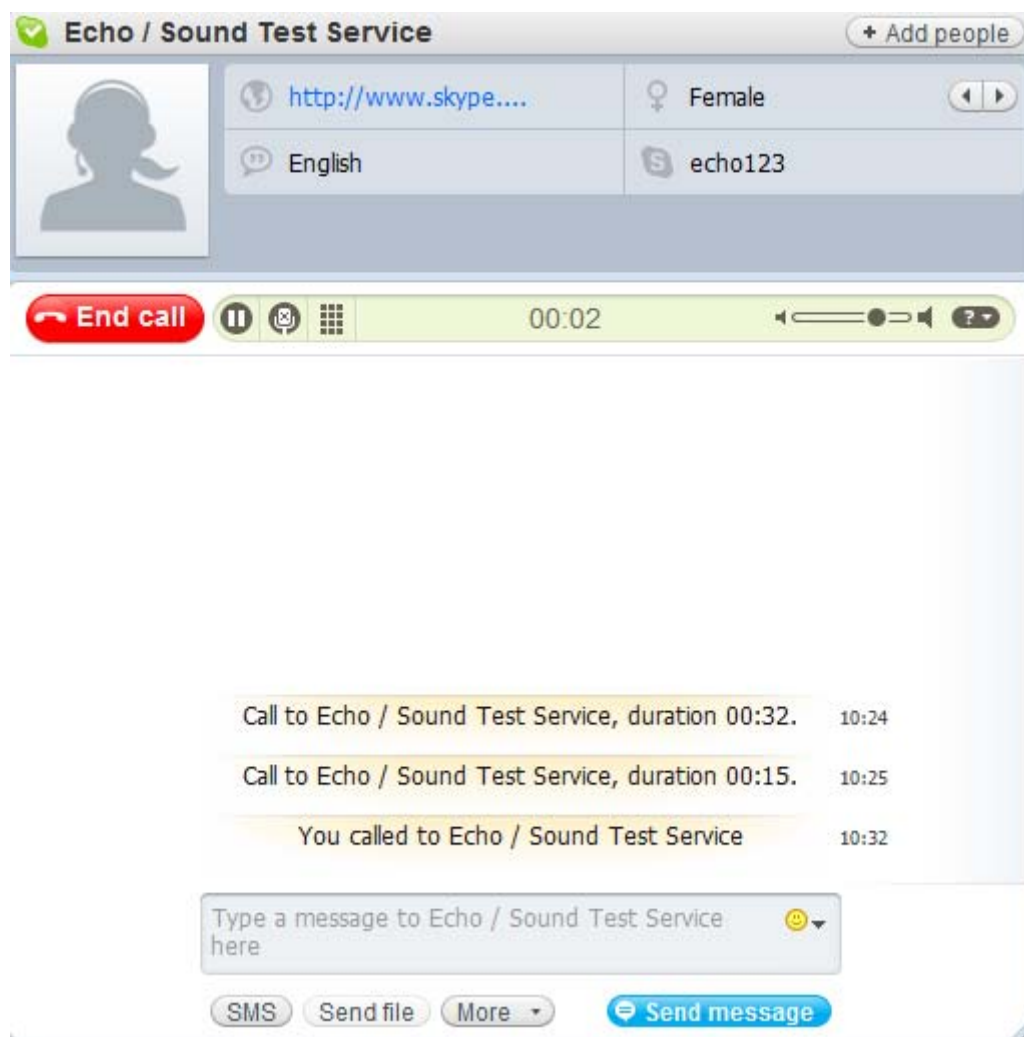 Echo / Sound Test Service
+ Add people
http://www.skype....
Female
English
echo123
End call
00:02
?
Call to Echo / Sound Test Service, duration 00:32. 10:24
Call to Echo / Sound Test Service, duration 00:15. 10:25
You called to Echo / Sound Test Service 10:32
Type a message to Echo / Sound Test Service
here
SMS Send file More Send message